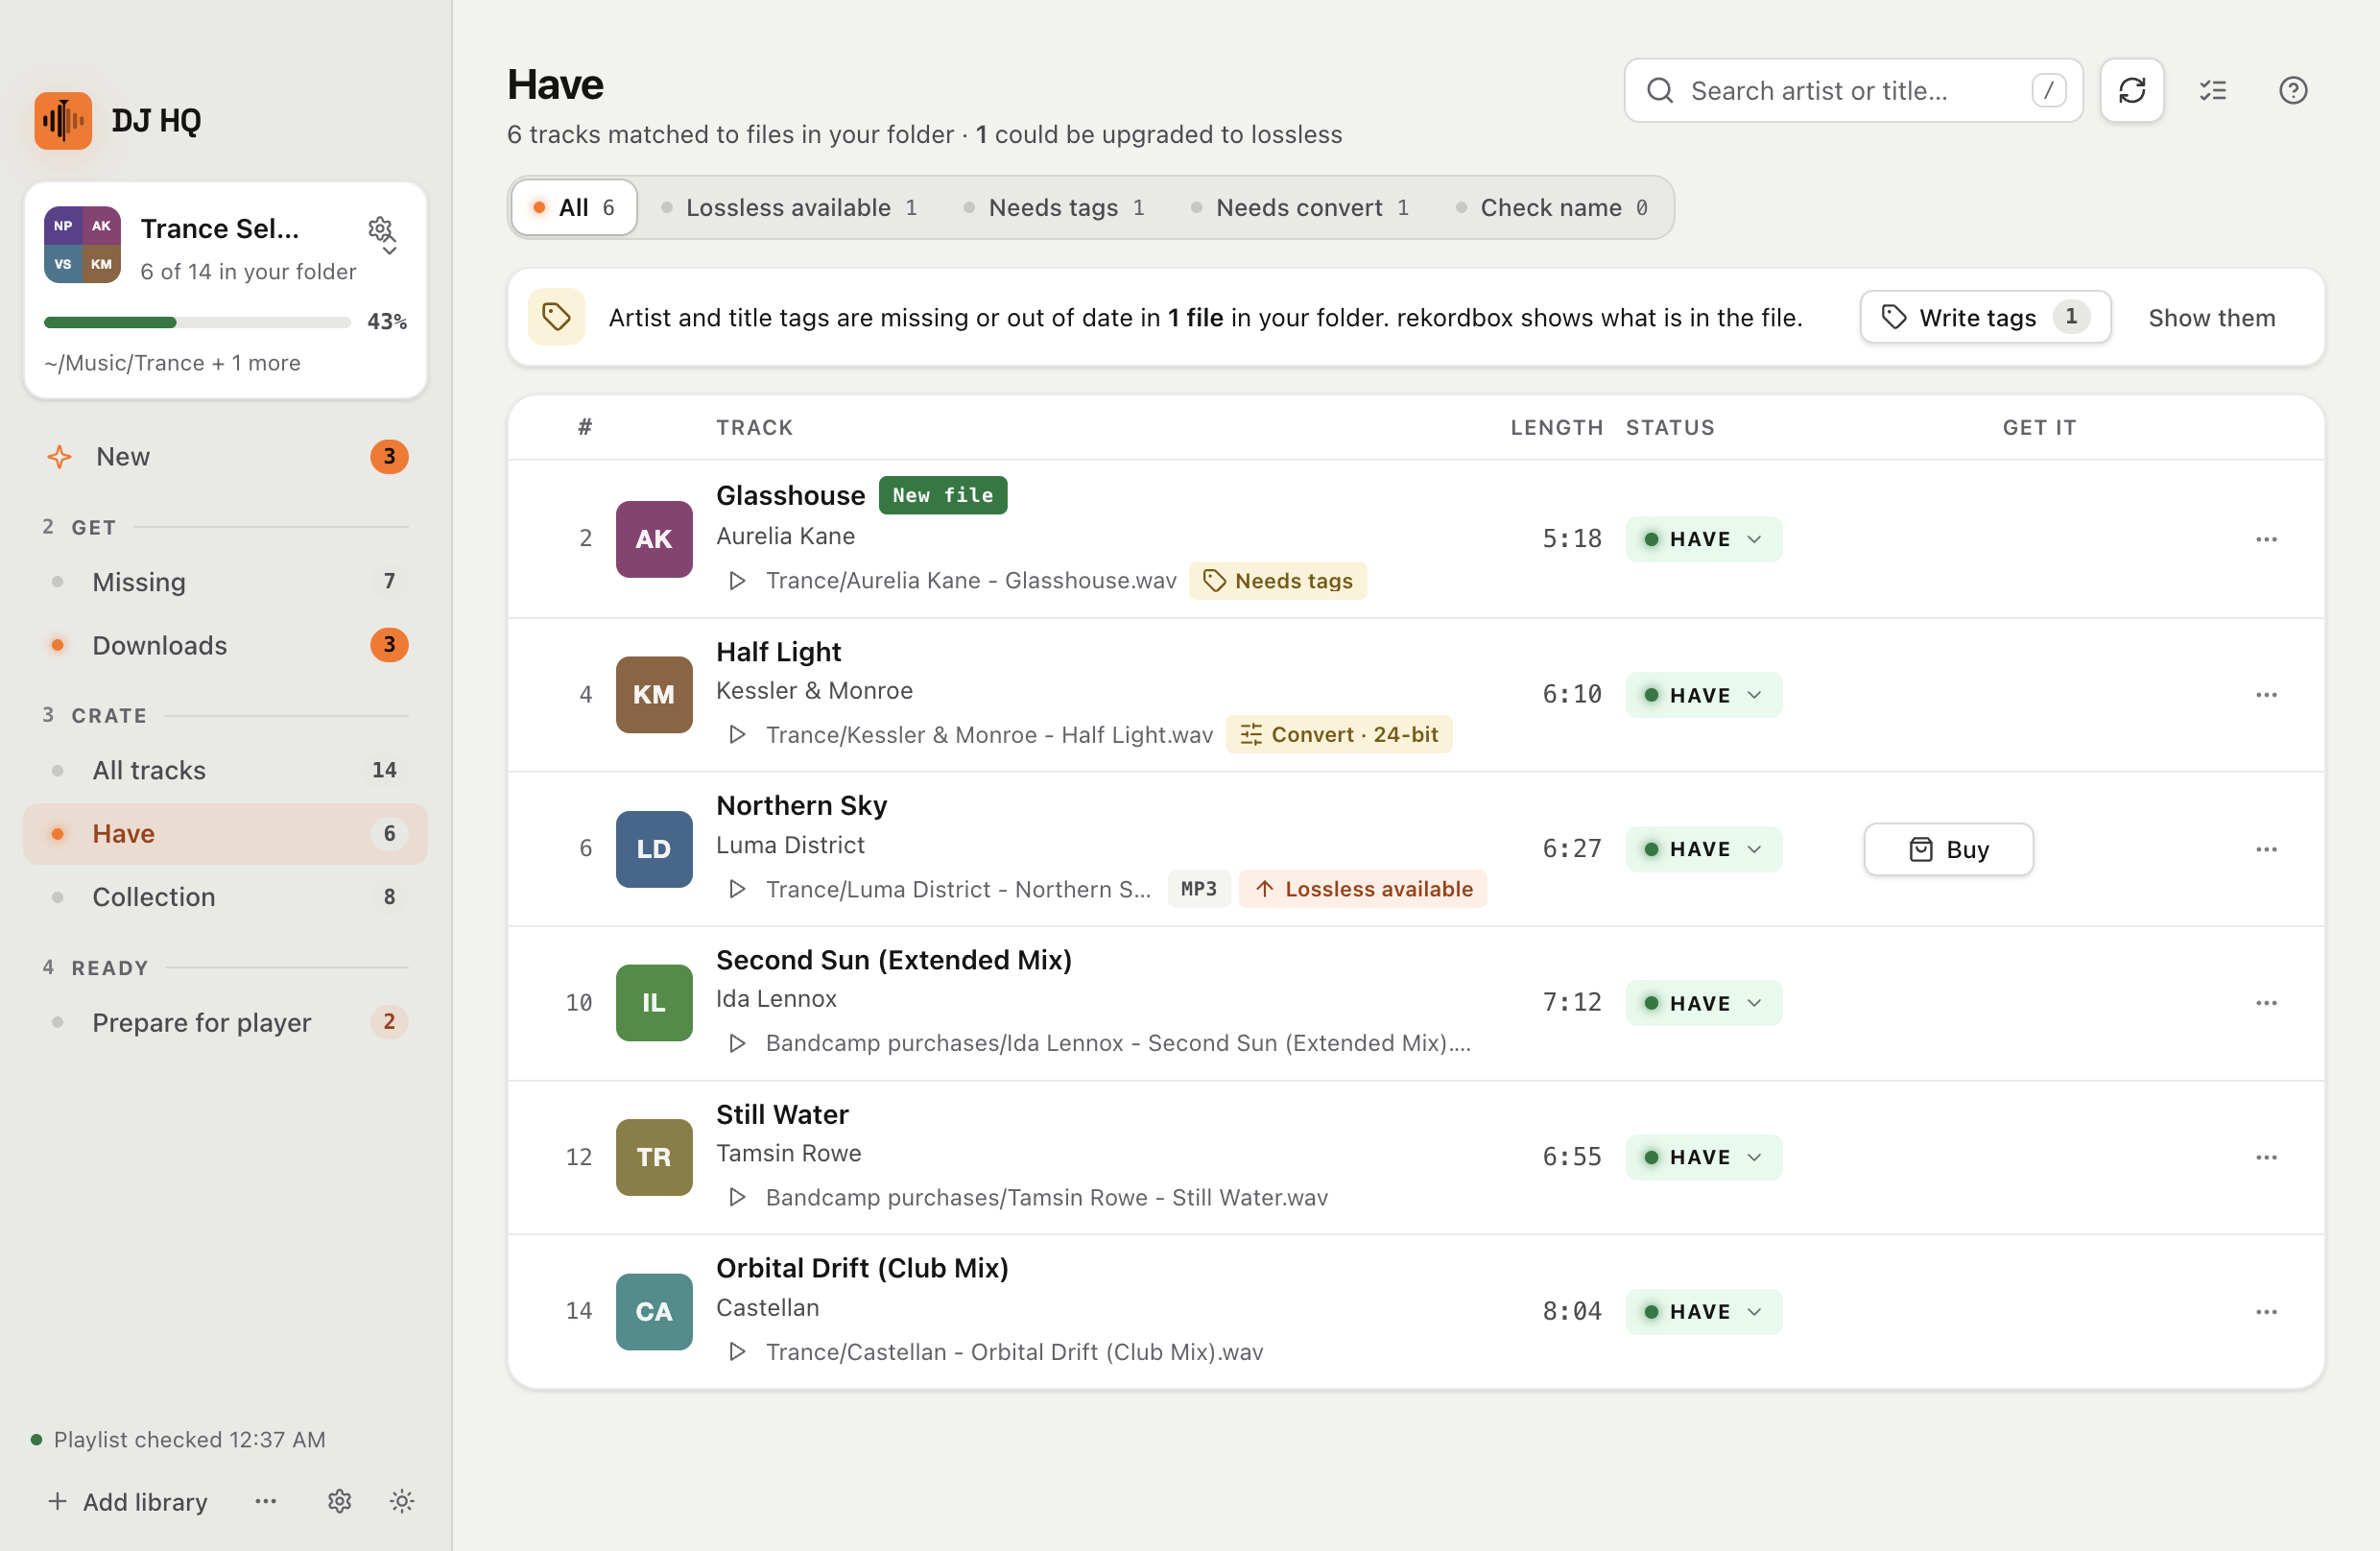 DJ HQ
NP AK
VS KM
Trance Sel...
6 of 14 in your folder
43%
~/Music/Trance + 1 more
New 3
2 GET
Missing 7
Downloads 3
3 CRATE
All tracks 14
Have 6
Collection 8
4 READY
Prepare for player 2
Playlist checked 12:37 AM
Add library
Have
6 tracks matched to files in your folder · 1 could be upgraded to lossless
Search artist or title... /
All 6 Lossless available 1 Needs tags 1 Needs convert 1 Check name 0
Artist and title tags are missing or out of date in 1 file in your folder. rekordbox shows what is in the file. Write tags 1 Show them
# TRACK LENGTH STATUS GET IT
Glasshouse New file
2 AK Aurelia Kane 5:18 HAVE
Trance/Aurelia Kane - Glasshouse.wav Needs tags
Half Light
4 KM Kessler & Monroe 6:10 HAVE
Trance/Kessler & Monroe - Half Light.wav Convert · 24-bit
Northern Sky
6 LD Luma District 6:27 HAVE Buy
Trance/Luma District - Northern S... MP3 Lossless available
Second Sun (Extended Mix)
10 IL Ida Lennox 7:12 HAVE
Bandcamp purchases/Ida Lennox - Second Sun (Extended Mix)....
Still Water
12 TR Tamsin Rowe 6:55 HAVE
Bandcamp purchases/Tamsin Rowe - Still Water.wav
Orbital Drift (Club Mix)
14 CA Castellan 8:04 HAVE
Trance/Castellan - Orbital Drift (Club Mix).wav